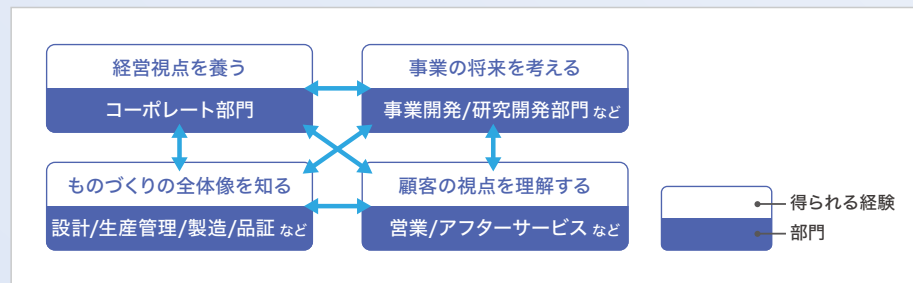 経営視点を養う
コーポレート部門
事業の将来を考える
事業開発/研究開発部門 など
ものづくりの全体像を知る
設計/生産管理/製造/品証 など
顧客の視点を理解する
営業/アフターサービス など
得られる経験
部門